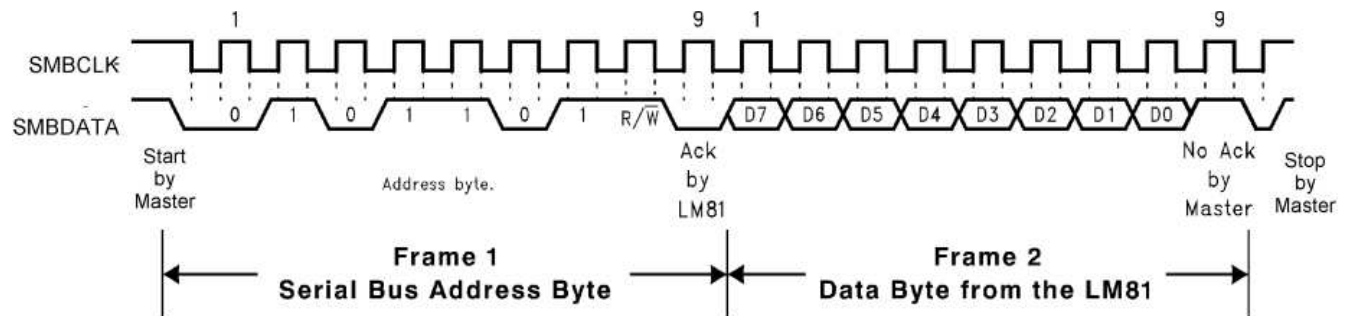 1 9 1 9
SMBCLK
SMBDATA
0 1 0 1 1 0 1 R/W̅ D7 D6 D5 D4 D3 D2 D1 D0
Start
by
Master
Address byte.
Ack
by
LM81
No Ack
by
Master
Stop
by
Master
Frame 1
Serial Bus Address Byte
Frame 2
Data Byte from the LM81